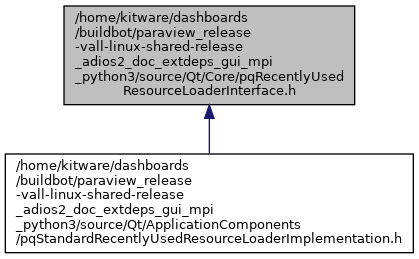 /home/kitware/dashboards
/buildbot/paraview_release
-vall-linux-shared-release
_adios2_doc_extdeps_gui_mpi
_python3/source/Qt/Core/pqRecentlyUsed
ResourceLoaderInterface.h
/home/kitware/dashboards
/buildbot/paraview_release
-vall-linux-shared-release
_adios2_doc_extdeps_gui_mpi
_python3/source/Qt/ApplicationComponents
/pqStandardRecentlyUsedResourceLoaderImplementation.h